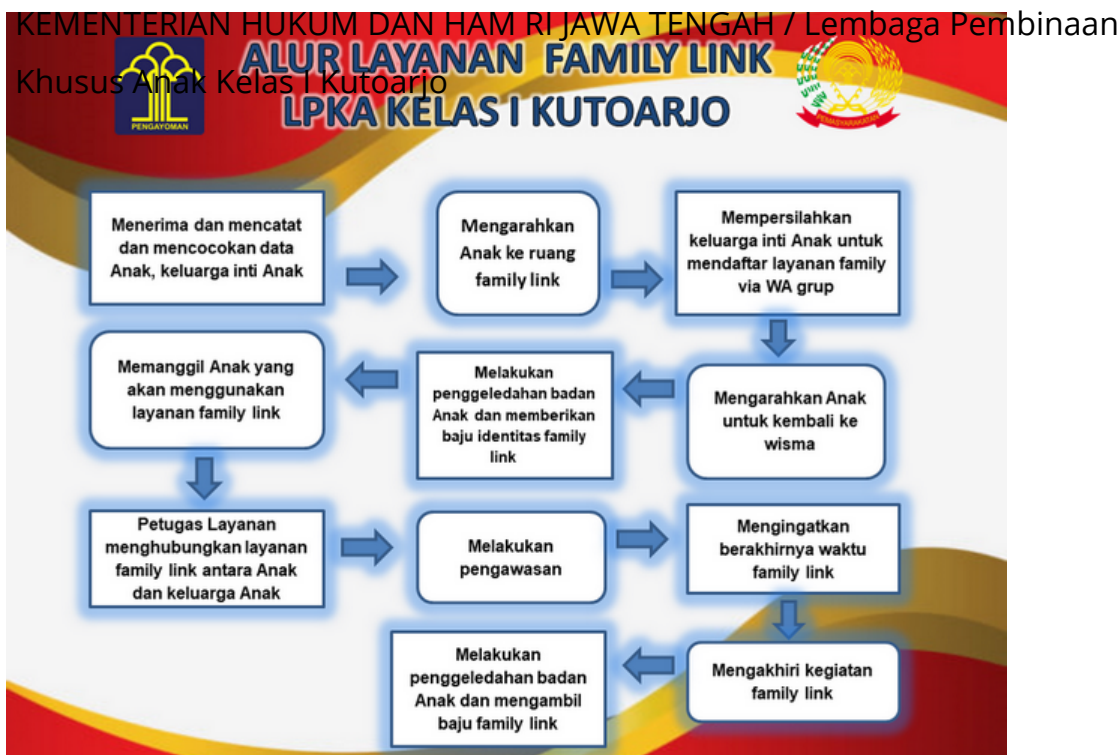 KEMENTERIAN HUKUM DAN HAM RI JAWA TENGAH / Lembaga Pembinaan
Khusus Anak Kelas I Kutoarjo
ALUR LAYANAN FAMILY LINK
LPKA KELAS I KUTOARJO
PENGAYOMAN
PEMASYARAKATAN
Menerima dan mencatat
dan mencocokan data
Anak, keluarga inti Anak
Mengarahkan
Anak ke ruang
family link
Mempersilahkan
keluarga inti Anak untuk
mendaftar layanan family
via WA grup
Mengarahkan Anak
untuk kembali ke
wisma
Melakukan
penggeledahan badan
Anak dan memberikan
baju identitas family
link
Memanggil Anak yang
akan menggunakan
layanan family link
Petugas Layanan
menghubungkan layanan
family link antara Anak
dan keluarga Anak
Melakukan
pengawasan
Mengingatkan
berakhirnya waktu
family link
Mengakhiri kegiatan
family link
Melakukan
penggeledahan badan
Anak dan mengambil
baju family link